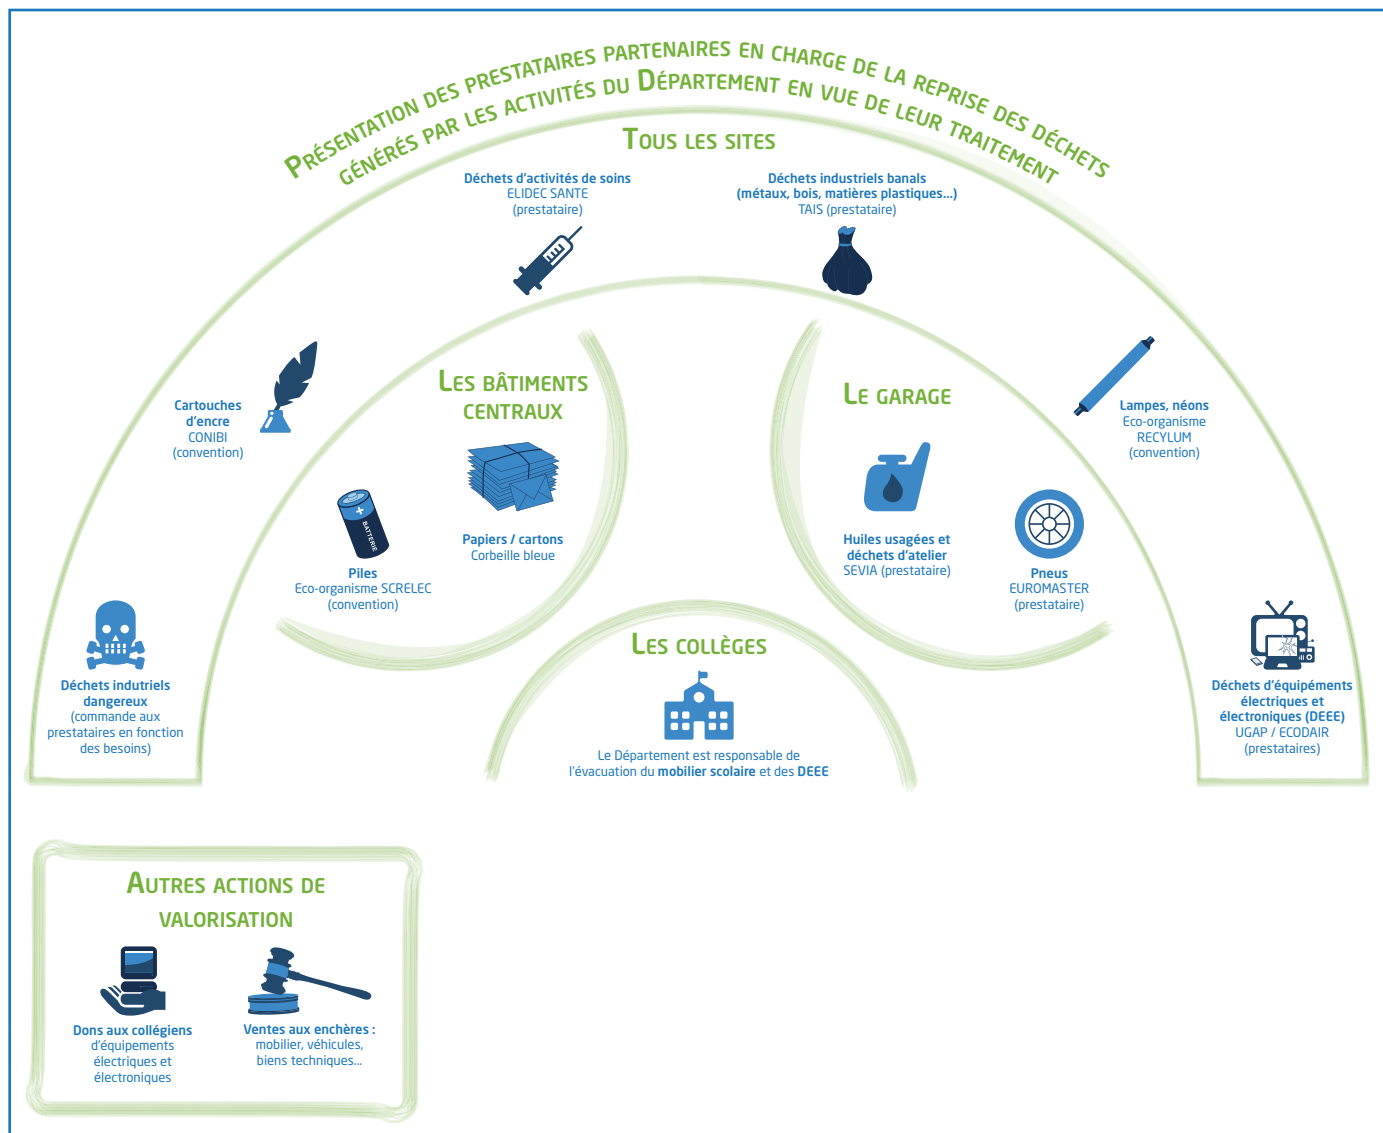 Présentation des prestataires partenaires en charge de la reprise des déchets
générés par les activités du Département en vue de leur traitement
Tous les sites
Déchets d'activités de soins
ELIDEC SANTE
(prestataire)
Déchets industriels banals
(métaux, bois, matières plastiques...)
TAIS (prestataire)
Cartouches
d'encre
CONIBI
(convention)
Lampes, néons
Eco-organisme
RECYLUM
(convention)
Déchets indutriels
dangereux
(commande aux
prestataires en fonction
des besoins)
Déchets d'équipéments
électriques et
électroniques (DEEE)
UGAP / ECODAIR
(prestataires)
Les bâtiments
centraux
BATTERIE
Piles
Eco-organisme SCRELEC
(convention)
Papiers / cartons
Corbeille bleue
Le garage
Huiles usagées et
déchets d'atelier
SEVIA (prestataire)
Pneus
EUROMASTER
(prestataire)
Les collèges
Le Département est responsable de
l'évacuation du mobilier scolaire et des DEEE
Autres actions de
valorisation
Dons aux collégiens
d'équipements
électriques et
électroniques
Ventes aux enchères :
mobilier, véhicules,
biens techniques...